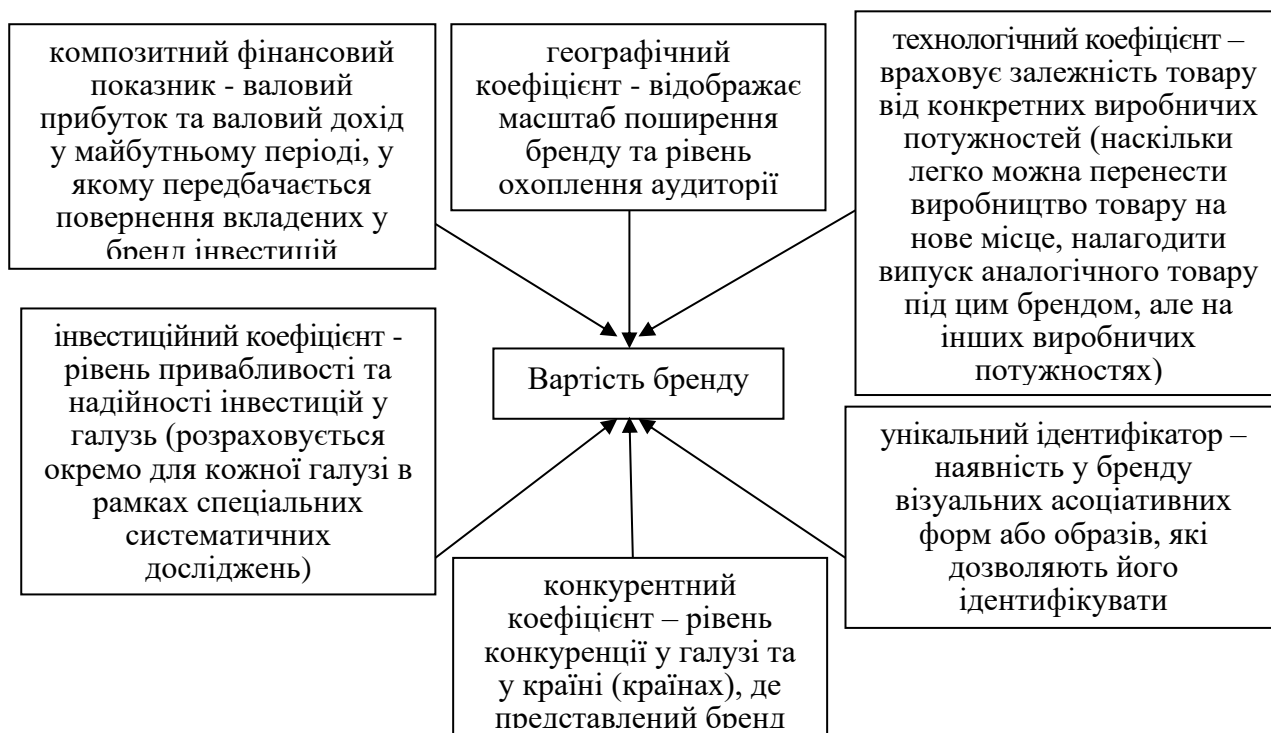 композитний фінансовий
показник - валовий
прибуток та валовий дохід
у майбутньому періоді, у
якому передбачається
повернення вкладених у
бренд інвестицій
географічний
коефіцієнт - відображає
масштаб поширення
бренду та рівень
охоплення аудиторії
технологічний коефіцієнт –
враховує залежність товару
від конкретних виробничих
потужностей (наскільки
легко можна перенести
виробництво товару на
нове місце, налагодити
випуск аналогічного товару
під цим брендом, але на
інших виробничих
потужностях)
інвестиційний коефіцієнт -
рівень привабливості та
надійності інвестицій у
галузь (розраховується
окремо для кожної галузі в
рамках спеціальних
систематичних
досліджень)
Вартість бренду
унікальний ідентифікатор –
наявність у бренду
візуальних асоціативних
форм або образів, які
дозволяють його
ідентифікувати
конкурентний
коефіцієнт – рівень
конкуренції у галузі та
у країні (країнах), де
представлений бренд